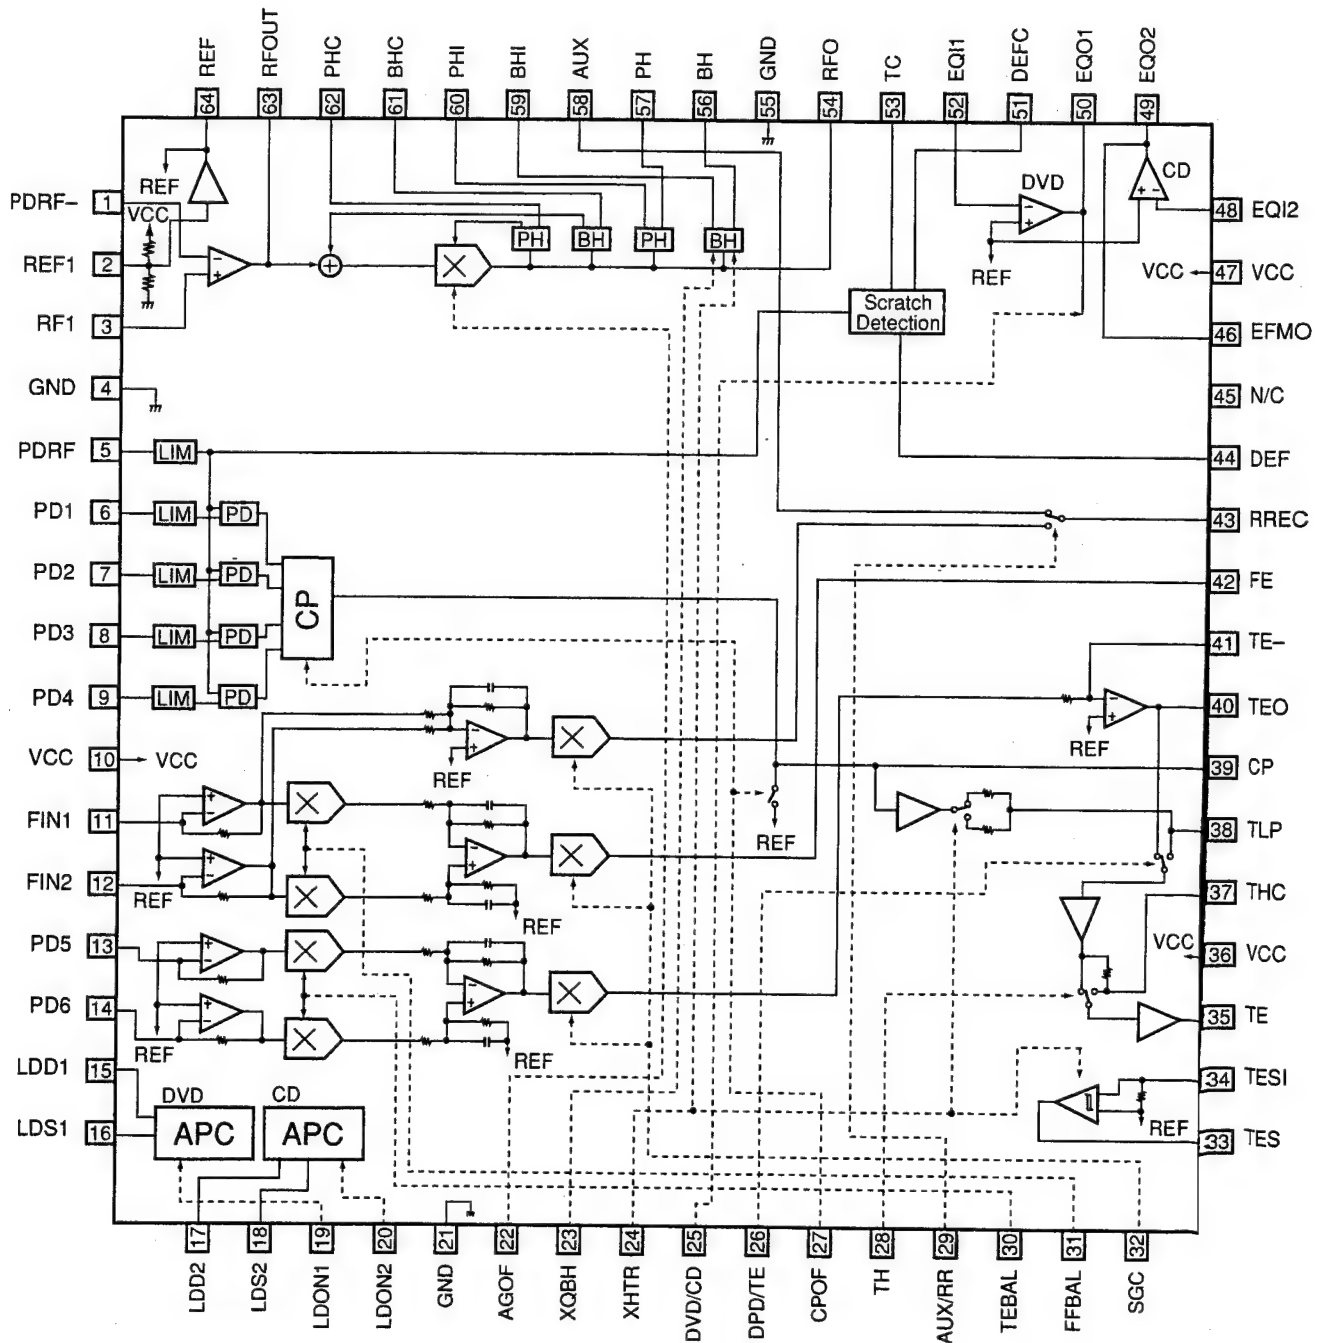 REF
RFOUT
PHC
BHC
PHI
BHI
AUX
PH
BH
GND
RFO
TC
EQI1
DEFC
EQO1
EQO2
64
63
62
61
60
59
58
57
56
55
54
53
52
51
50
49
PDRF− 1
REF1 2
RF1 3
GND 4
PDRF 5
PD1 6
PD2 7
PD3 8
PD4 9
VCC 10
FIN1 11
FIN2 12
PD5 13
PD6 14
LDD1 15
LDS1 16
REF
VCC
−
+
+
×
PH
BH
PH
BH
DVD
−
+
REF
CD
+ −
VCC
Scratch
Detection
LIM
LIM PD
LIM PD
LIM PD
LIM PD
CP
VCC
−
+
REF
×
REF
−
+
REF
+
−
×
+
−
×
REF
−
+
×
REF
+
−
×
+
−
×
REF
−
+
×
REF
VCC
REF
DVD
APC
CD
APC
48 EQI2
47 VCC
46 EFMO
45 N/C
44 DEF
43 RREC
42 FE
41 TE−
40 TEO
39 CP
38 TLP
37 THC
36 VCC
35 TE
34 TESI
33 TES
17
18
19
20
21
22
23
24
25
26
27
28
29
30
31
32
LDD2
LDS2
LDON1
LDON2
GND
AGOF
XQBH
XHTR
DVD/CD
DPD/TE
CPOF
TH
AUX/RR
TEBAL
FFBAL
SGC